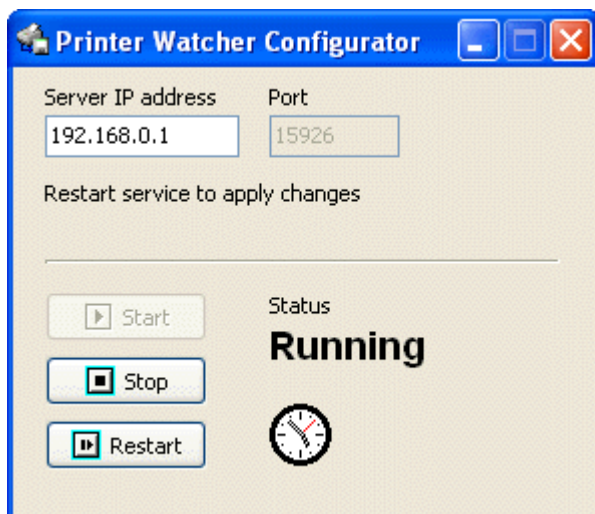 Printer Watcher Configurator
Server IP address Port
192.168.0.1 15926
Restart service to apply changes
Start
Status
Running
Stop
Restart